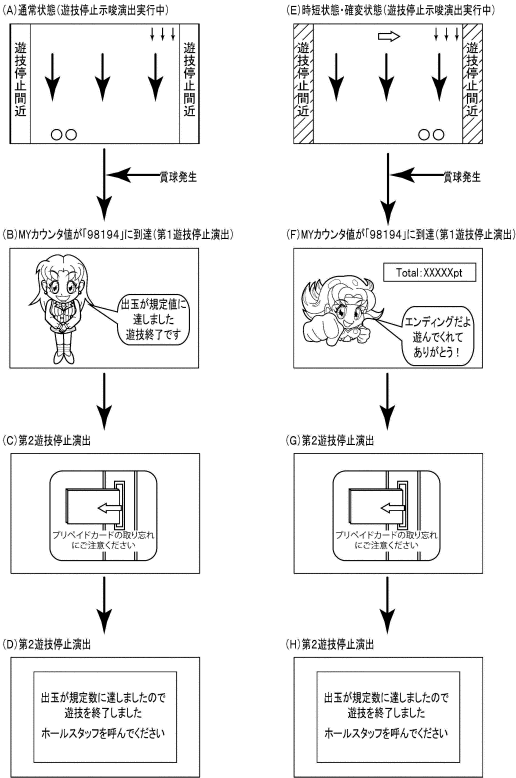 (A)通常状態(遊技停止示唆演出実行中)
遊技停止間近
遊技停止間近
賞球発生
(B)MYカウンタ値が「98194」に到達(第1遊技停止演出)
出玉が規定値に
達しました
遊技終了です
(C)第2遊技停止演出
プリペイドカードの取り忘れ
にご注意ください
(D)第2遊技停止演出
出玉が規定数に達しましたので
遊技を終了しました
ホールスタッフを呼んでください
(E)時短状態・確変状態(遊技停止示唆演出実行中)
遊技停止間近
遊技停止間近
賞球発生
(F)MYカウンタ値が「98194」に到達(第1遊技停止演出)
Total:XXXXXpt
エンディングだよ
遊んでくれて
ありがとう!
(G)第2遊技停止演出
プリペイドカードの取り忘れ
にご注意ください
(H)第2遊技停止演出
出玉が規定数に達しましたので
遊技を終了しました
ホールスタッフを呼んでください